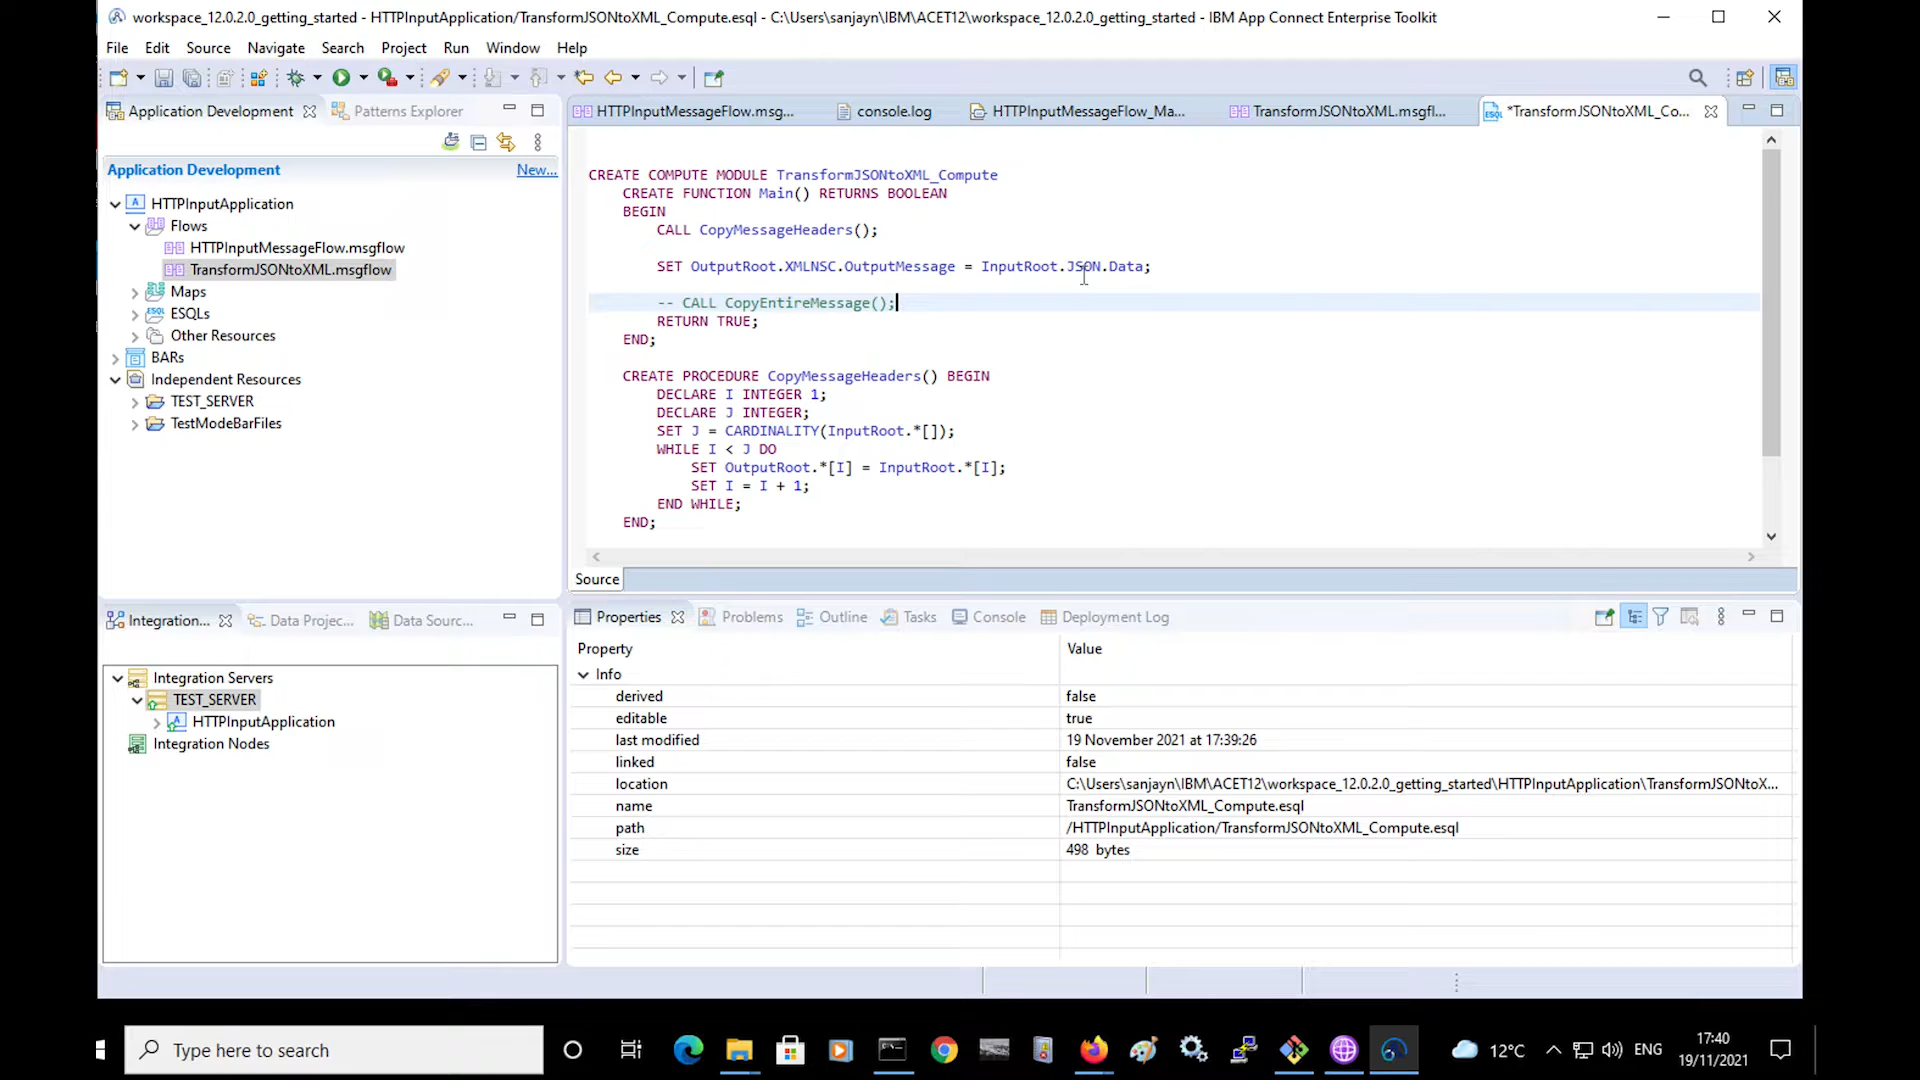 workspace_12.0.2.0_getting_started - HTTPInputApplication/TransformJSONtoXML_Compute.esql - C:\Users\sanjayn\IBM\ACET12\workspace_12.0.2.0_getting_started - IBM App Connect Enterprise Toolkit
File Edit Source Navigate Search Project Run Window Help
Application Development Patterns Explorer
HTTPInputMessageFlow.msg... console.log HTTPInputMessageFlow_Ma... TransformJSONtoXML.msgfl... *TransformJSONtoXML_Co...
Application Development New...
HTTPInputApplication
Flows
HTTPInputMessageFlow.msgflow
TransformJSONtoXML.msgflow
Maps
ESQLs
Other Resources
BARs
Independent Resources
TEST_SERVER
TestModeBarFiles
CREATE COMPUTE MODULE TransformJSONtoXML_Compute
CREATE FUNCTION Main() RETURNS BOOLEAN
BEGIN
CALL CopyMessageHeaders();
SET OutputRoot.XMLNSC.OutputMessage = InputRoot.JSON.Data;
-- CALL CopyEntireMessage();
RETURN TRUE;
END;
CREATE PROCEDURE CopyMessageHeaders() BEGIN
DECLARE I INTEGER 1;
DECLARE J INTEGER;
SET J = CARDINALITY(InputRoot.*[]);
WHILE I < J DO
SET OutputRoot.*[I] = InputRoot.*[I];
SET I = I + 1;
END WHILE;
END;
Source
Integration... Data Projec... Data Sourc...
Integration Servers
TEST_SERVER
HTTPInputApplication
Integration Nodes
Properties Problems Outline Tasks Console Deployment Log
Property Value
Info
derived false
editable true
last modified 19 November 2021 at 17:39:26
linked false
location C:\Users\sanjayn\IBM\ACET12\workspace_12.0.2.0_getting_started\HTTPInputApplication\TransformJSONtoX...
name TransformJSONtoXML_Compute.esql
path /HTTPInputApplication/TransformJSONtoXML_Compute.esql
size 498 bytes
Type here to search
12°C ENG 17:40
19/11/2021